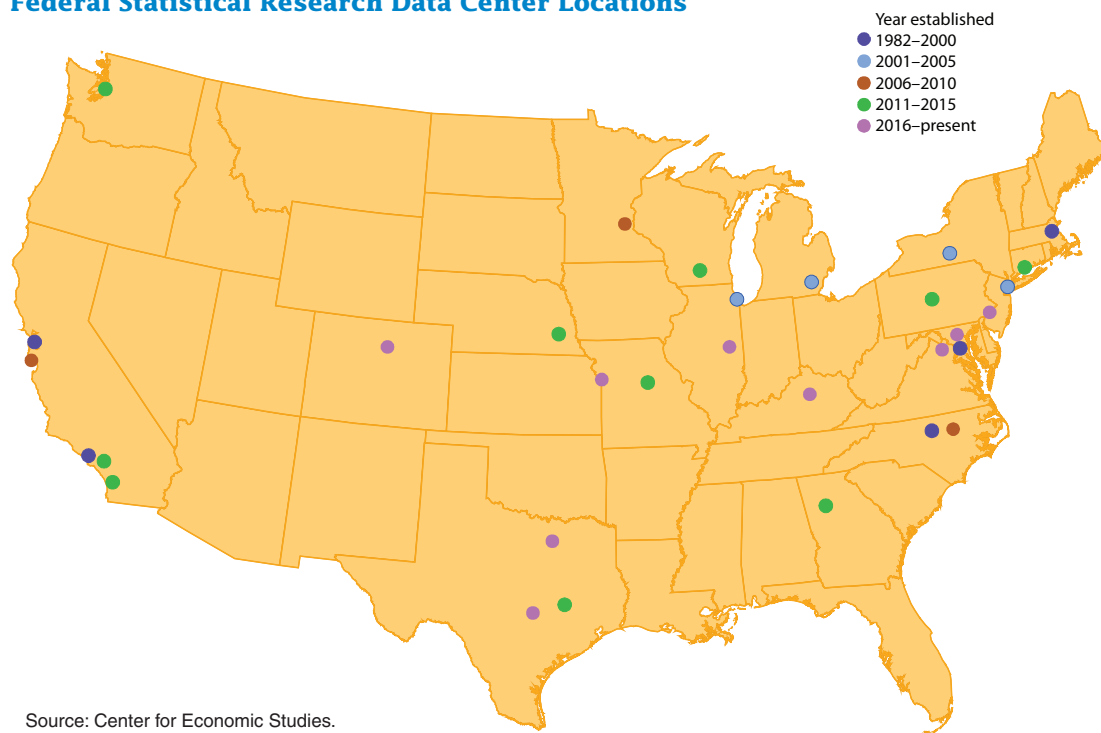 Federal Statistical Research Data Center Locations
Year established
1982–2000
2001–2005
2006–2010
2011–2015
2016–present
Source: Center for Economic Studies.